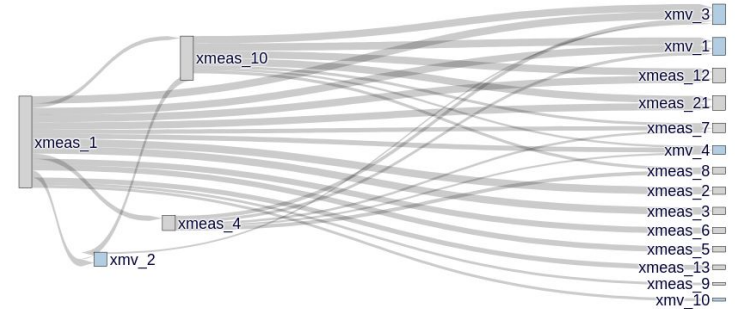 xmv_3
xmv_1
xmeas_10
xmeas_12
xmeas_21
xmeas_7
xmeas_1
xmv_4
xmeas_8
xmeas_2
xmeas_3
xmeas_4
xmeas_6
xmeas_5
xmv_2
xmeas_13
xmeas_9
xmv_10